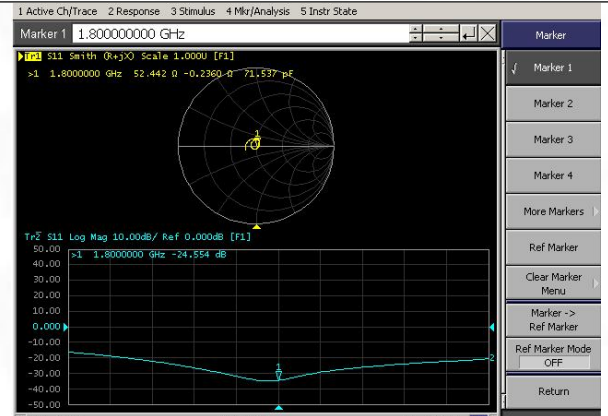 1 Active Ch/Trace 2 Response 3 Stimulus 4 Mkr/Analysis 5 Instr State
Marker 1 1.800000000 GHz
Tr1 S11 Smith (R+jX) Scale 1.000U [F1]
>1 1.8000000 GHz 52.442 Ω -0.2360 Ω 71.537 pF
1
Tr2 S11 Log Mag 10.00dB/ Ref 0.000dB [F1]
50.00
>1 1.8000000 GHz -24.554 dB
40.00
30.00
20.00
10.00
0.000
-10.00
-20.00
-30.00
-40.00
-50.00
1
2
Marker
√ Marker 1
Marker 2
Marker 3
Marker 4
More Markers
Ref Marker
Clear Marker
Menu
Marker ->
Ref Marker
Ref Marker Mode
OFF
Return